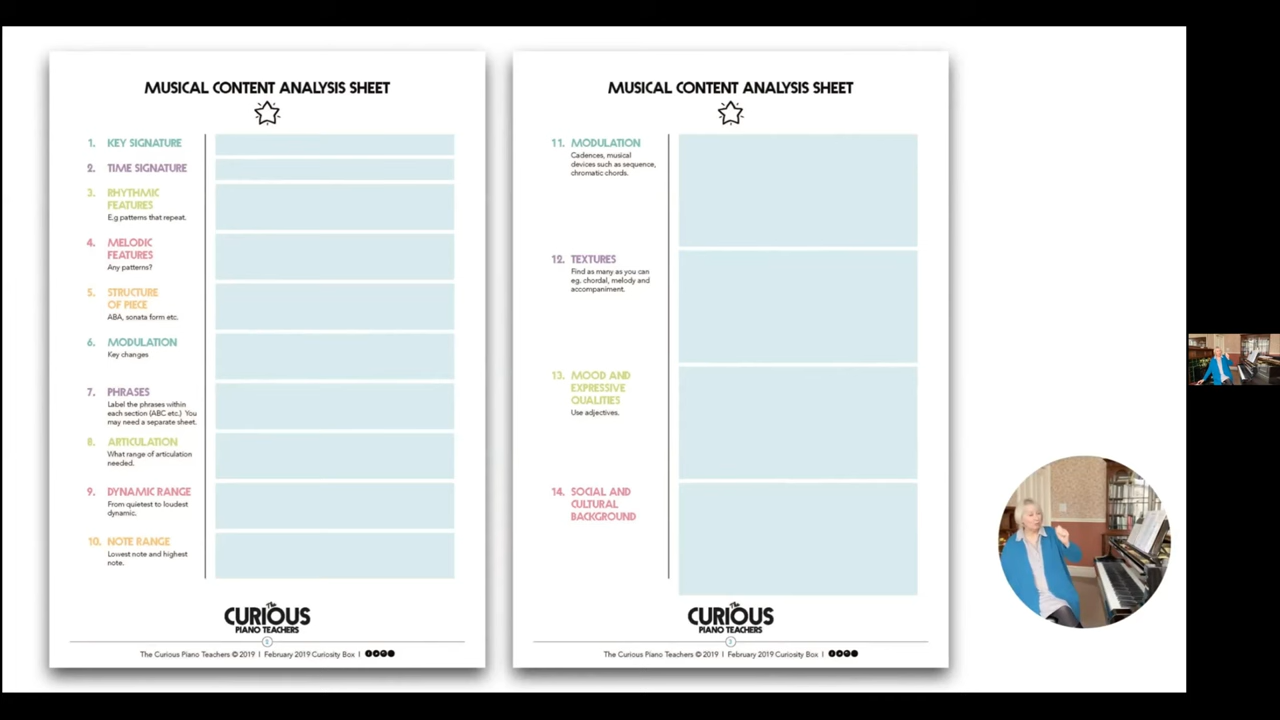 MUSICAL CONTENT ANALYSIS SHEET
1. KEY SIGNATURE
2. TIME SIGNATURE
3. RHYTHMIC
FEATURES
E.g patterns that repeat.
4. MELODIC
FEATURES
Any patterns?
5. STRUCTURE
OF PIECE
ABA, sonata form etc.
6. MODULATION
Key changes
7. PHRASES
Label the phrases within
each section (ABC etc.) You
may need a separate sheet.
8. ARTICULATION
What range of articulation
needed.
9. DYNAMIC RANGE
From quietest to loudest
dynamic.
10. NOTE RANGE
Lowest note and highest
note.
The
CURIOUS
PIANO TEACHERS
The Curious Piano Teachers © 2019 | February 2019 Curiosity Box |
MUSICAL CONTENT ANALYSIS SHEET
11. MODULATION
Cadences, musical
devices such as sequence,
chromatic chords.
12. TEXTURES
Find as many as you can
eg. chordal, melody and
accompaniment.
13. MOOD AND
EXPRESSIVE
QUALITIES
Use adjectives.
14. SOCIAL AND
CULTURAL
BACKGROUND
The
CURIOUS
PIANO TEACHERS
The Curious Piano Teachers © 2019 | February 2019 Curiosity Box |